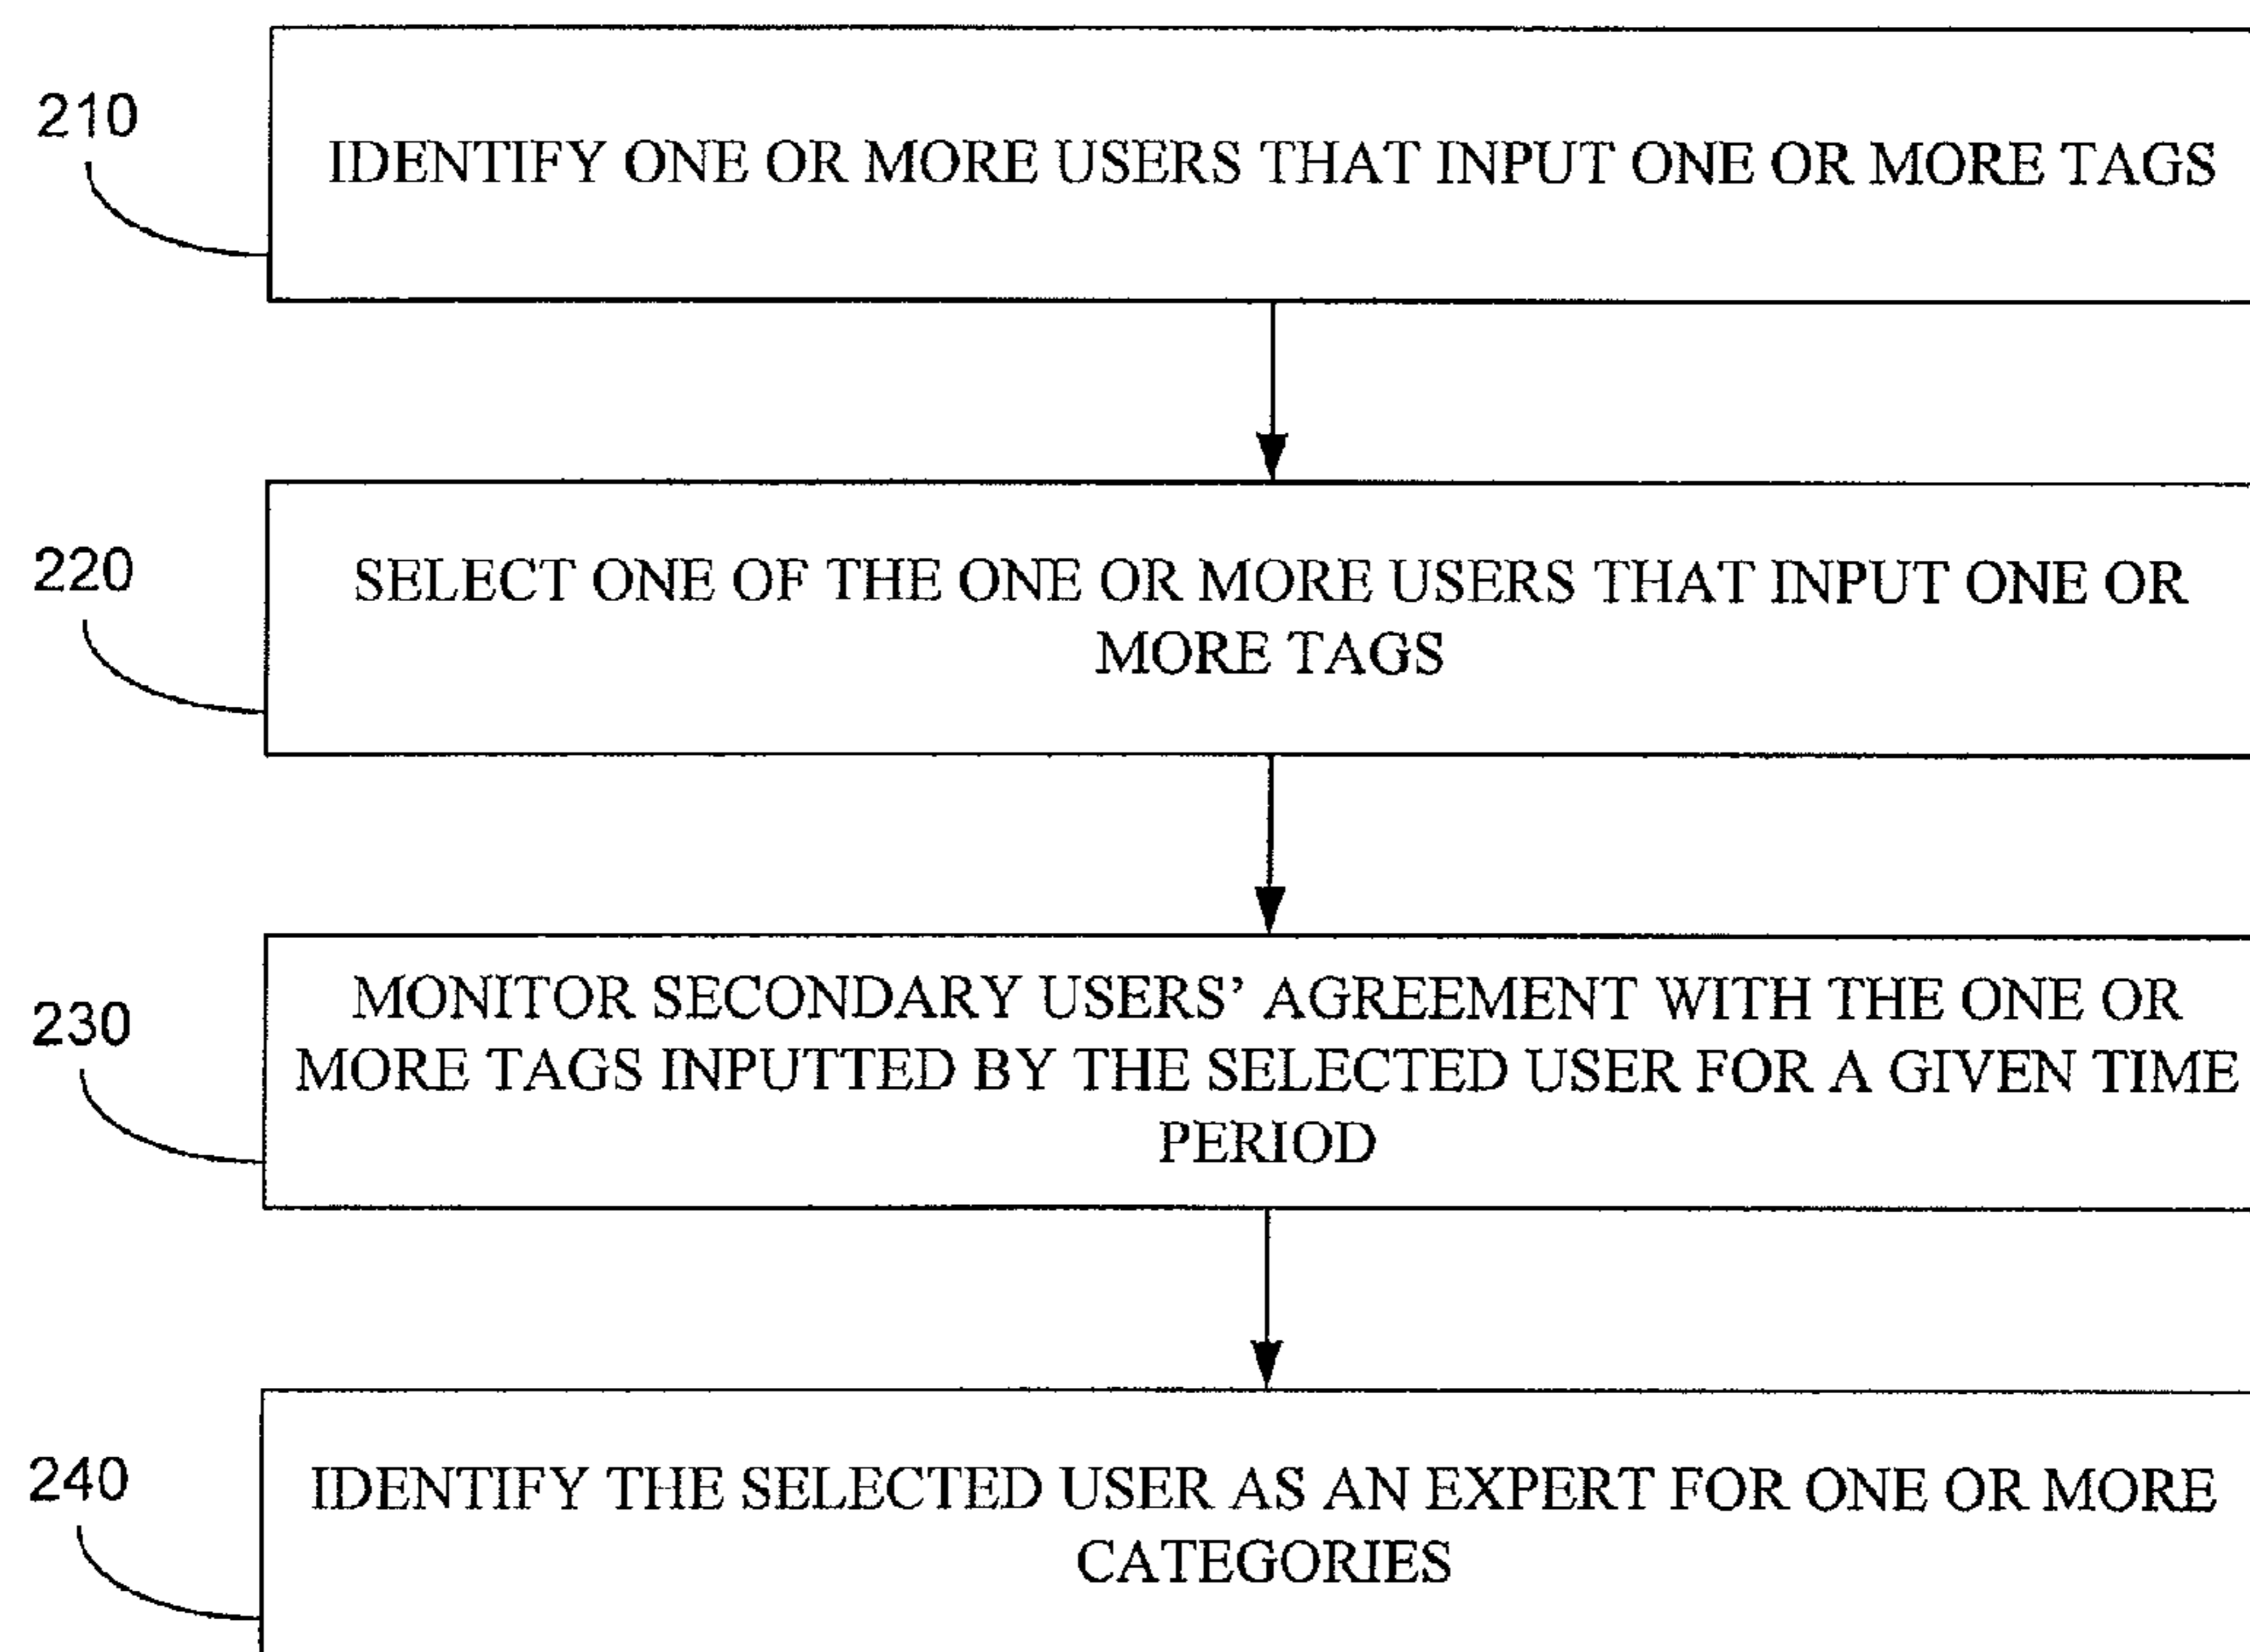 210
IDENTIFY ONE OR MORE USERS THAT INPUT ONE OR MORE TAGS
220
SELECT ONE OF THE ONE OR MORE USERS THAT INPUT ONE OR
MORE TAGS
230
MONITOR SECONDARY USERS’ AGREEMENT WITH THE ONE OR
MORE TAGS INPUTTED BY THE SELECTED USER FOR A GIVEN TIME
PERIOD
240
IDENTIFY THE SELECTED USER AS AN EXPERT FOR ONE OR MORE
CATEGORIES